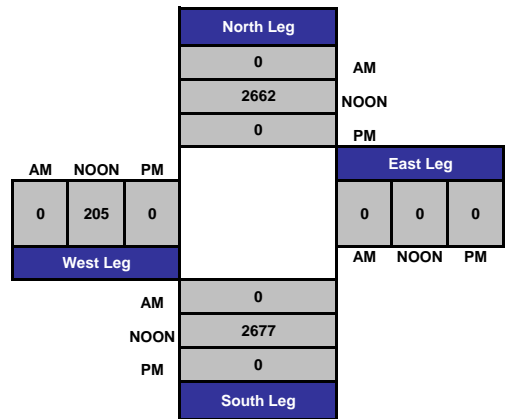 North Leg
0 AM
2662 NOON
0 PM
East Leg
AM NOON PM
0 205 0
0 0 0
West Leg
AM NOON PM
AM 0
NOON 2677
PM 0
South Leg